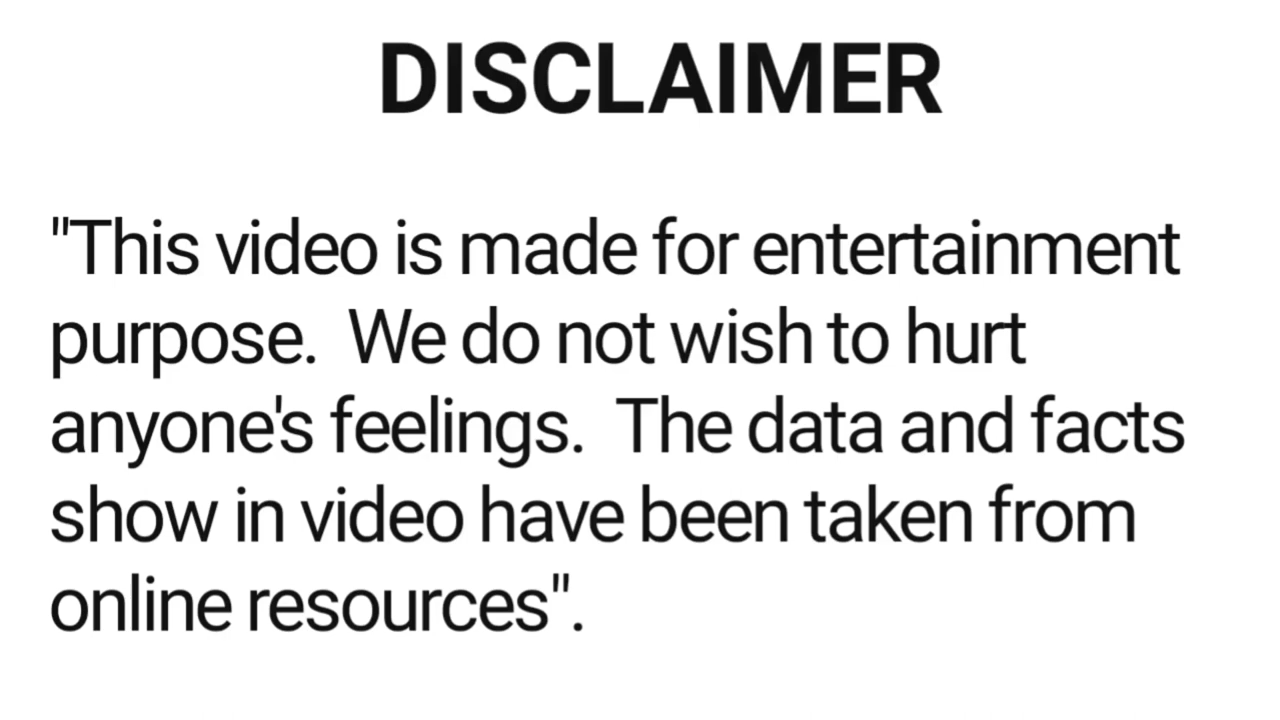 DISCLAIMER
"This video is made for entertainment
purpose.  We do not wish to hurt
anyone's feelings.  The data and facts
show in video have been taken from
online resources".